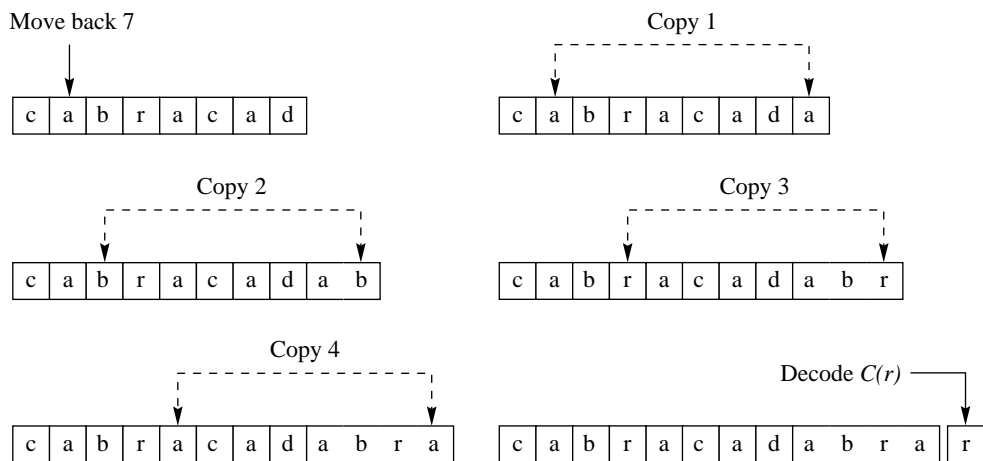 Move back 7
c a b r a c a d
Copy 1
c a b r a c a d a
Copy 2
c a b r a c a d a b
Copy 3
c a b r a c a d a b r
Copy 4
c a b r a c a d a b r a
Decode C(r)
c a b r a c a d a b r a r